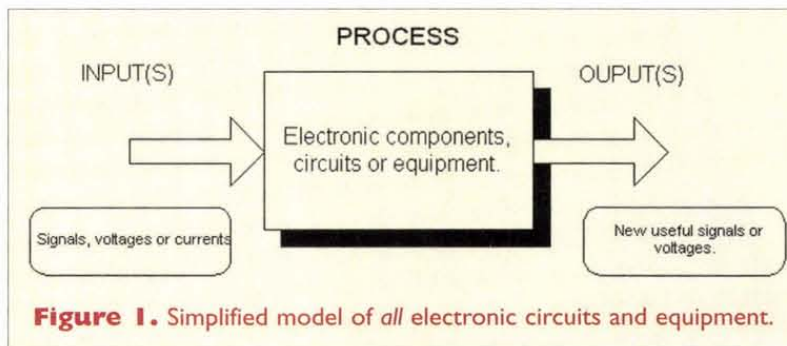 PROCESS
INPUT(S)
OUPUT(S)
Electronic components,
circuits or equipment.
Signals, voltages or currents
New useful signals or
voltages.
Figure 1. Simplified model of all electronic circuits and equipment.